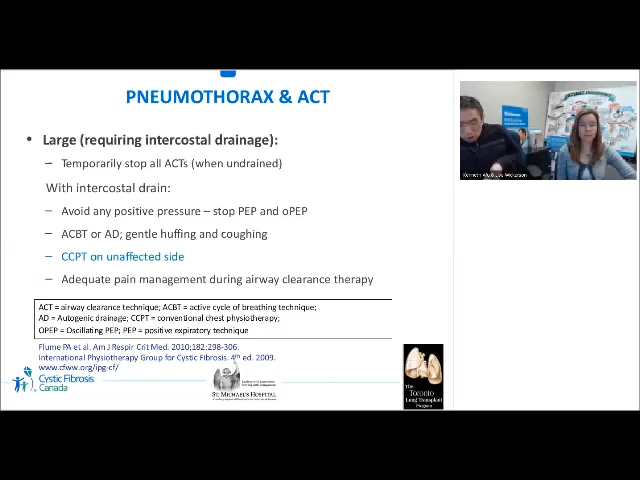 PNEUMOTHORAX & ACT
• Large (requiring intercostal drainage):
– Temporarily stop all ACTs (when undrained)
With intercostal drain:
– Avoid any positive pressure – stop PEP and oPEP
– ACBT or AD; gentle huffing and coughing
– CCPT on unaffected side
– Adequate pain management during airway clearance therapy
ACT = airway clearance technique; ACBT = active cycle of breathing technique;
AD = Autogenic drainage; CCPT = conventional chest physiotherapy;
OPEP = Oscillating PEP; PEP = positive expiratory technique
Flume PA et al. Am J Respir Crit Med. 2010;182:298-306.
International Physiotherapy Group for Cystic Fibrosis. 4th ed. 2009.
www.cfww.org/ipg-cf/
Cystic Fibrosis
Canada
ST. MICHAEL'S HOSPITAL
The
Toronto
Lung Transplant
Program
Kenneth Wu &